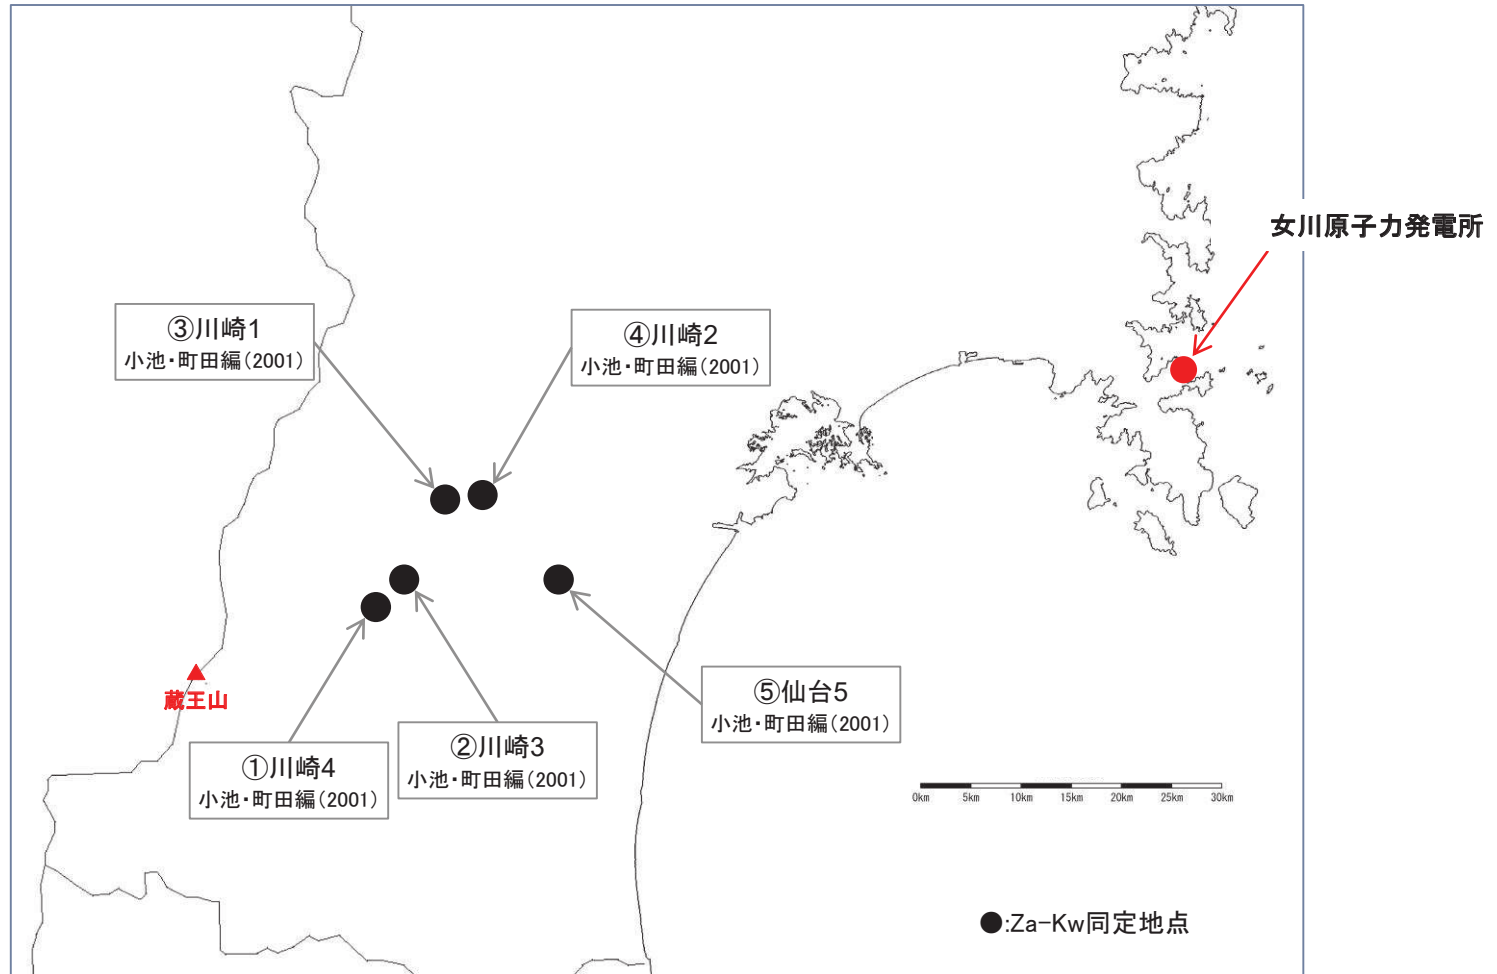 女川原子力発電所
③川崎1
小池・町田編(2001)
④川崎2
小池・町田編(2001)
蔵王山
⑤仙台5
小池・町田編(2001)
②川崎3
小池・町田編(2001)
①川崎4
小池・町田編(2001)
0km 5km 10km 15km 20km 25km 30km
●:Za-Kw同定地点